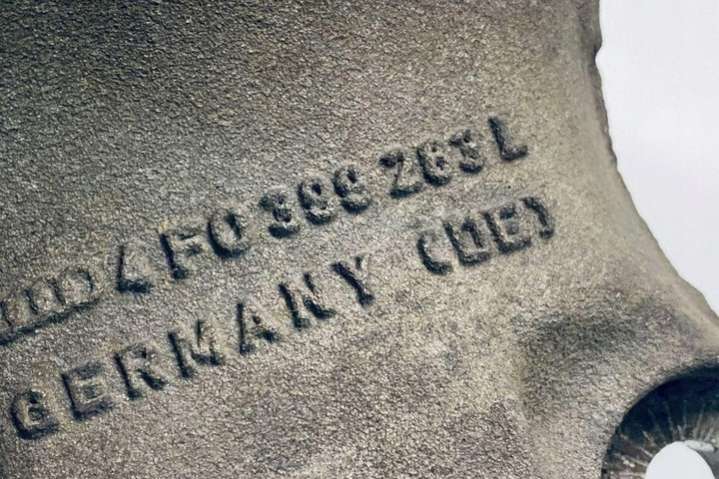 4F0 399 263 L
GERMANY (DE)